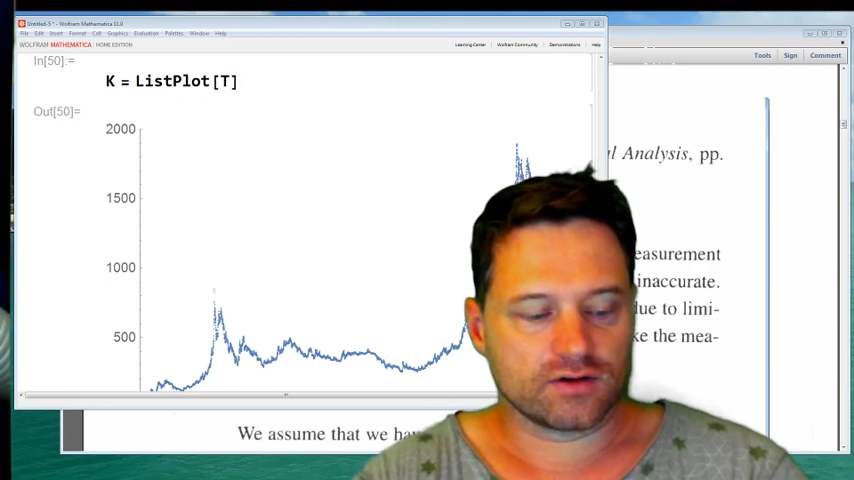 Untitled-5 * - Wolfram Mathematica 11.0
File Edit Insert Format Cell Graphics Evaluation Palettes Window Help
WOLFRAM MATHEMATICA | HOME EDITION
Learning Center | Wolfram Community | Demonstrations | Help
Tools Sign Comment
In[50]:=
K = ListPlot[T]
Out[50]=
2000
1500
1000
500
l Analysis, pp.
easurement
inaccurate.
due to limi-
ke the mea-
We assume that we ha